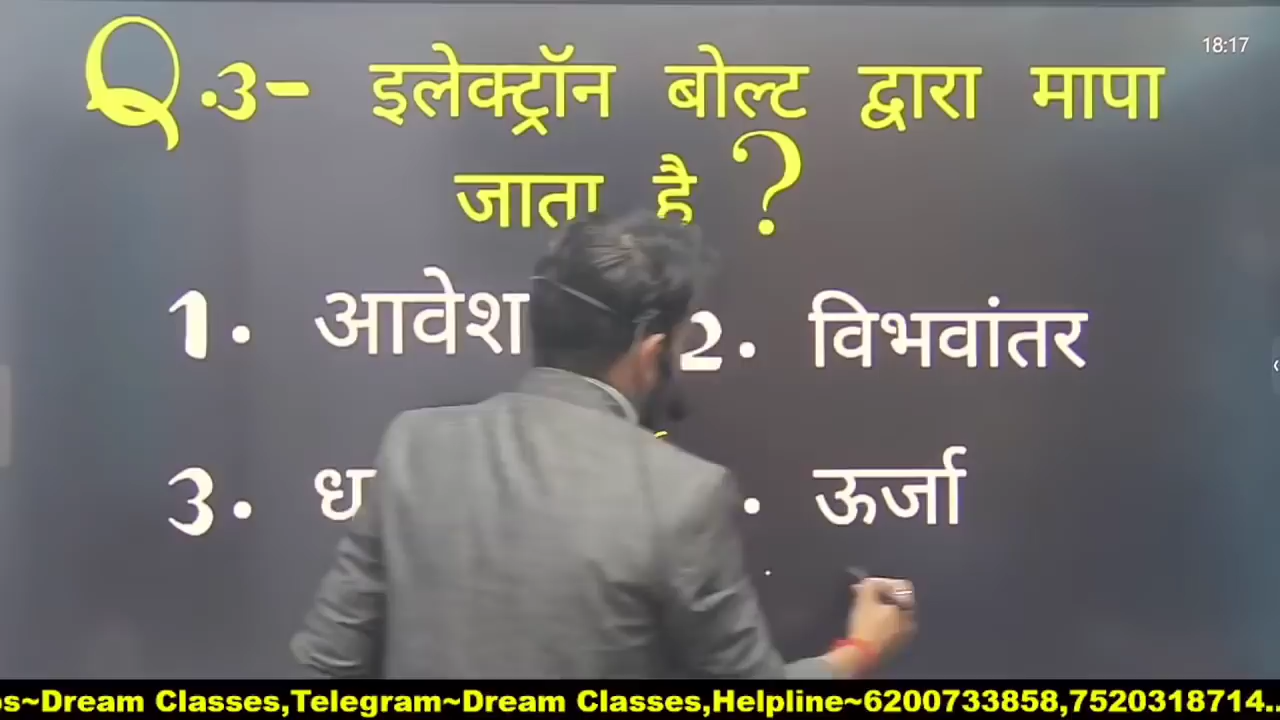 18:17
Q.3- इलेक्ट्रॉन बोल्ट द्वारा मापा
जाता है ?
1. आवेश 2. विभवांतर
3. . ऊर्जा
~Dream Classes,Telegram~Dream Classes,Helpline~6200733858,7520318714..